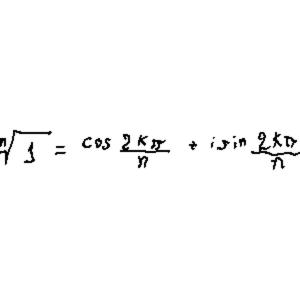 ⁿ√1 = cos 2kπ/n + i sin 2kπ/n